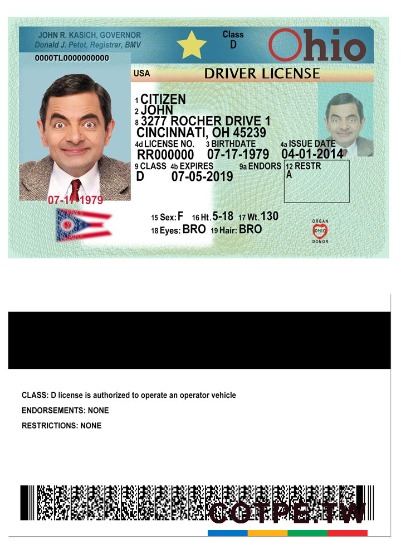 JOHN R. KASICH, GOVERNOR
Donald J. Petot, Registrar, BMV
Class
D
Ohio
0000TL0000000000
USA
DRIVER LICENSE
1 CITIZEN
2 JOHN
8 3277 ROCHER DRIVE 1
CINCINNATI, OH 45239
4d LICENSE NO. 3 BIRTHDATE 4a ISSUE DATE
RR000000 07-17-1979 04-01-2014
9 CLASS 4b EXPIRES 9a ENDORS 12 RESTR
D 07-05-2019 A
07-17-1979
15 Sex: F 16 Ht. 5-18 17 Wt. 130
18 Eyes: BRO 19 Hair: BRO
ORGAN
OHIO
DONOR
CLASS: D license is authorized to operate an operator vehicle
ENDORSEMENTS: NONE
RESTRICTIONS: NONE
COTPE.TW